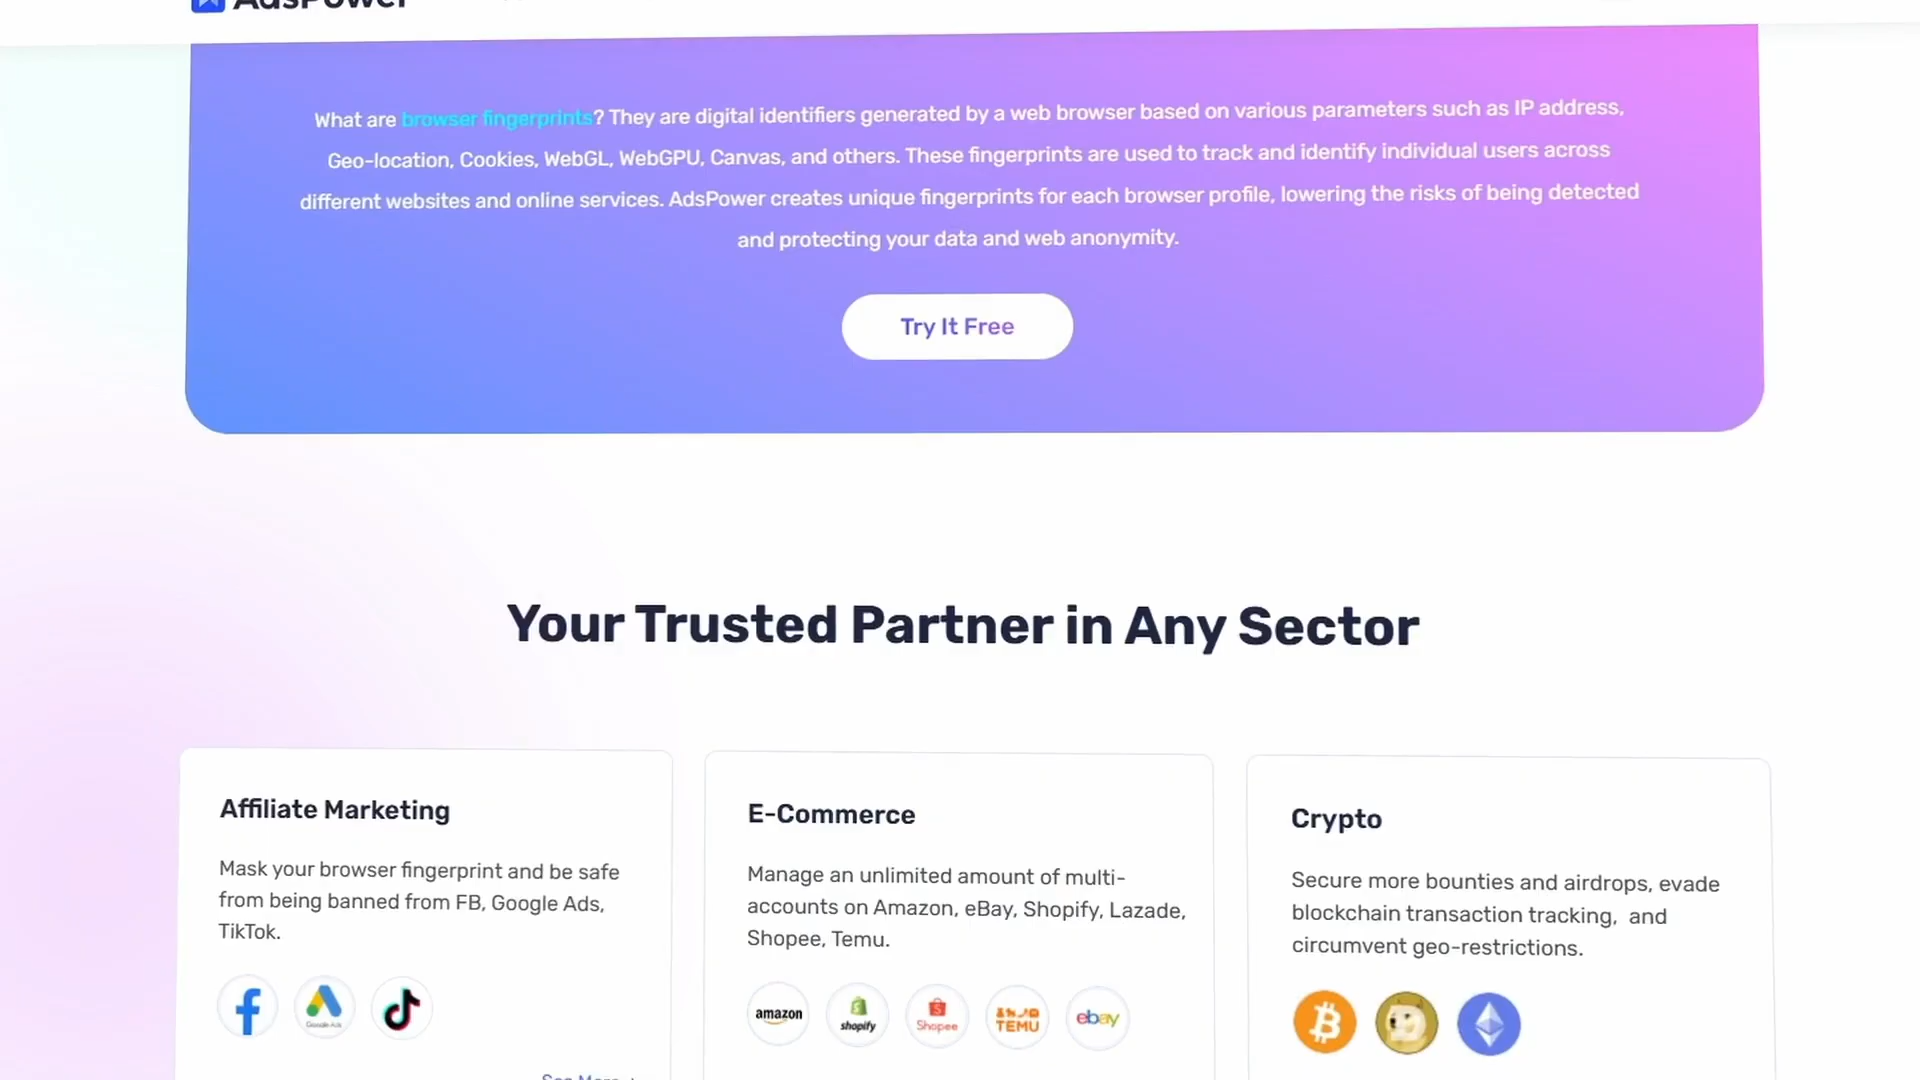 AdsPower
What are browser fingerprints? They are digital identifiers generated by a web browser based on various parameters such as IP address,
Geo-location, Cookies, WebGL, WebGPU, Canvas, and others. These fingerprints are used to track and identify individual users across
different websites and online services. AdsPower creates unique fingerprints for each browser profile, lowering the risks of being detected
and protecting your data and web anonymity.
Try It Free
Your Trusted Partner in Any Sector
Affiliate Marketing
Mask your browser fingerprint and be safe
from being banned from FB, Google Ads,
TikTok.
Google Ads
E-Commerce
Manage an unlimited amount of multi-
accounts on Amazon, eBay, Shopify, Lazade,
Shopee, Temu.
amazon
shopify
Shopee
TEMU
ebay
Crypto
Secure more bounties and airdrops, evade
blockchain transaction tracking,  and
circumvent geo-restrictions.
See More